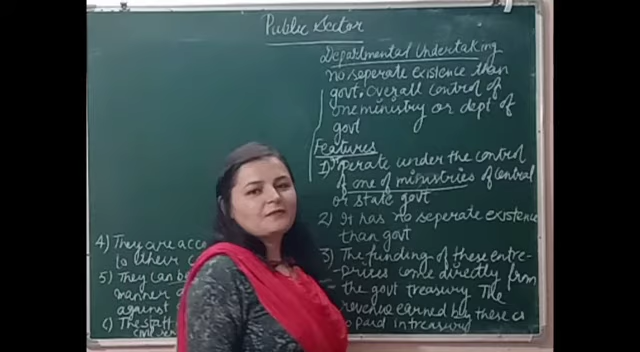 Public Sector
Departmental Undertaking
no seperate existence than
govt. Overall control of
one ministry or dept of
govt
Features
1) Operate under the control
of one of ministries of central
or state govt
2) It has no seperate existence
than govt
3) The funding of these entre-
prizes come directly from
the govt treasury The
revenue earned by these is
paid in treasury
4) They are acc
to their c
5) They can be
manner
against
6) The staff